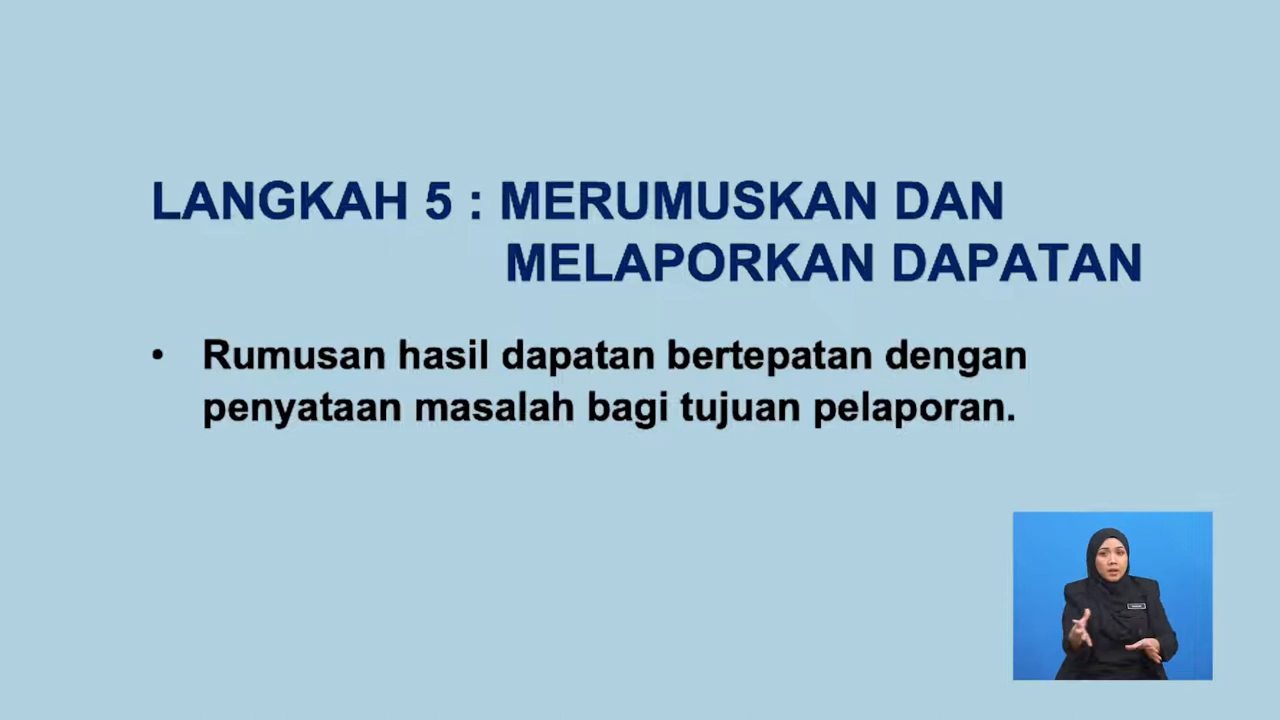 LANGKAH 5 : MERUMUSKAN DAN
MELAPORKAN DAPATAN
• Rumusan hasil dapatan bertepatan dengan
penyataan masalah bagi tujuan pelaporan.